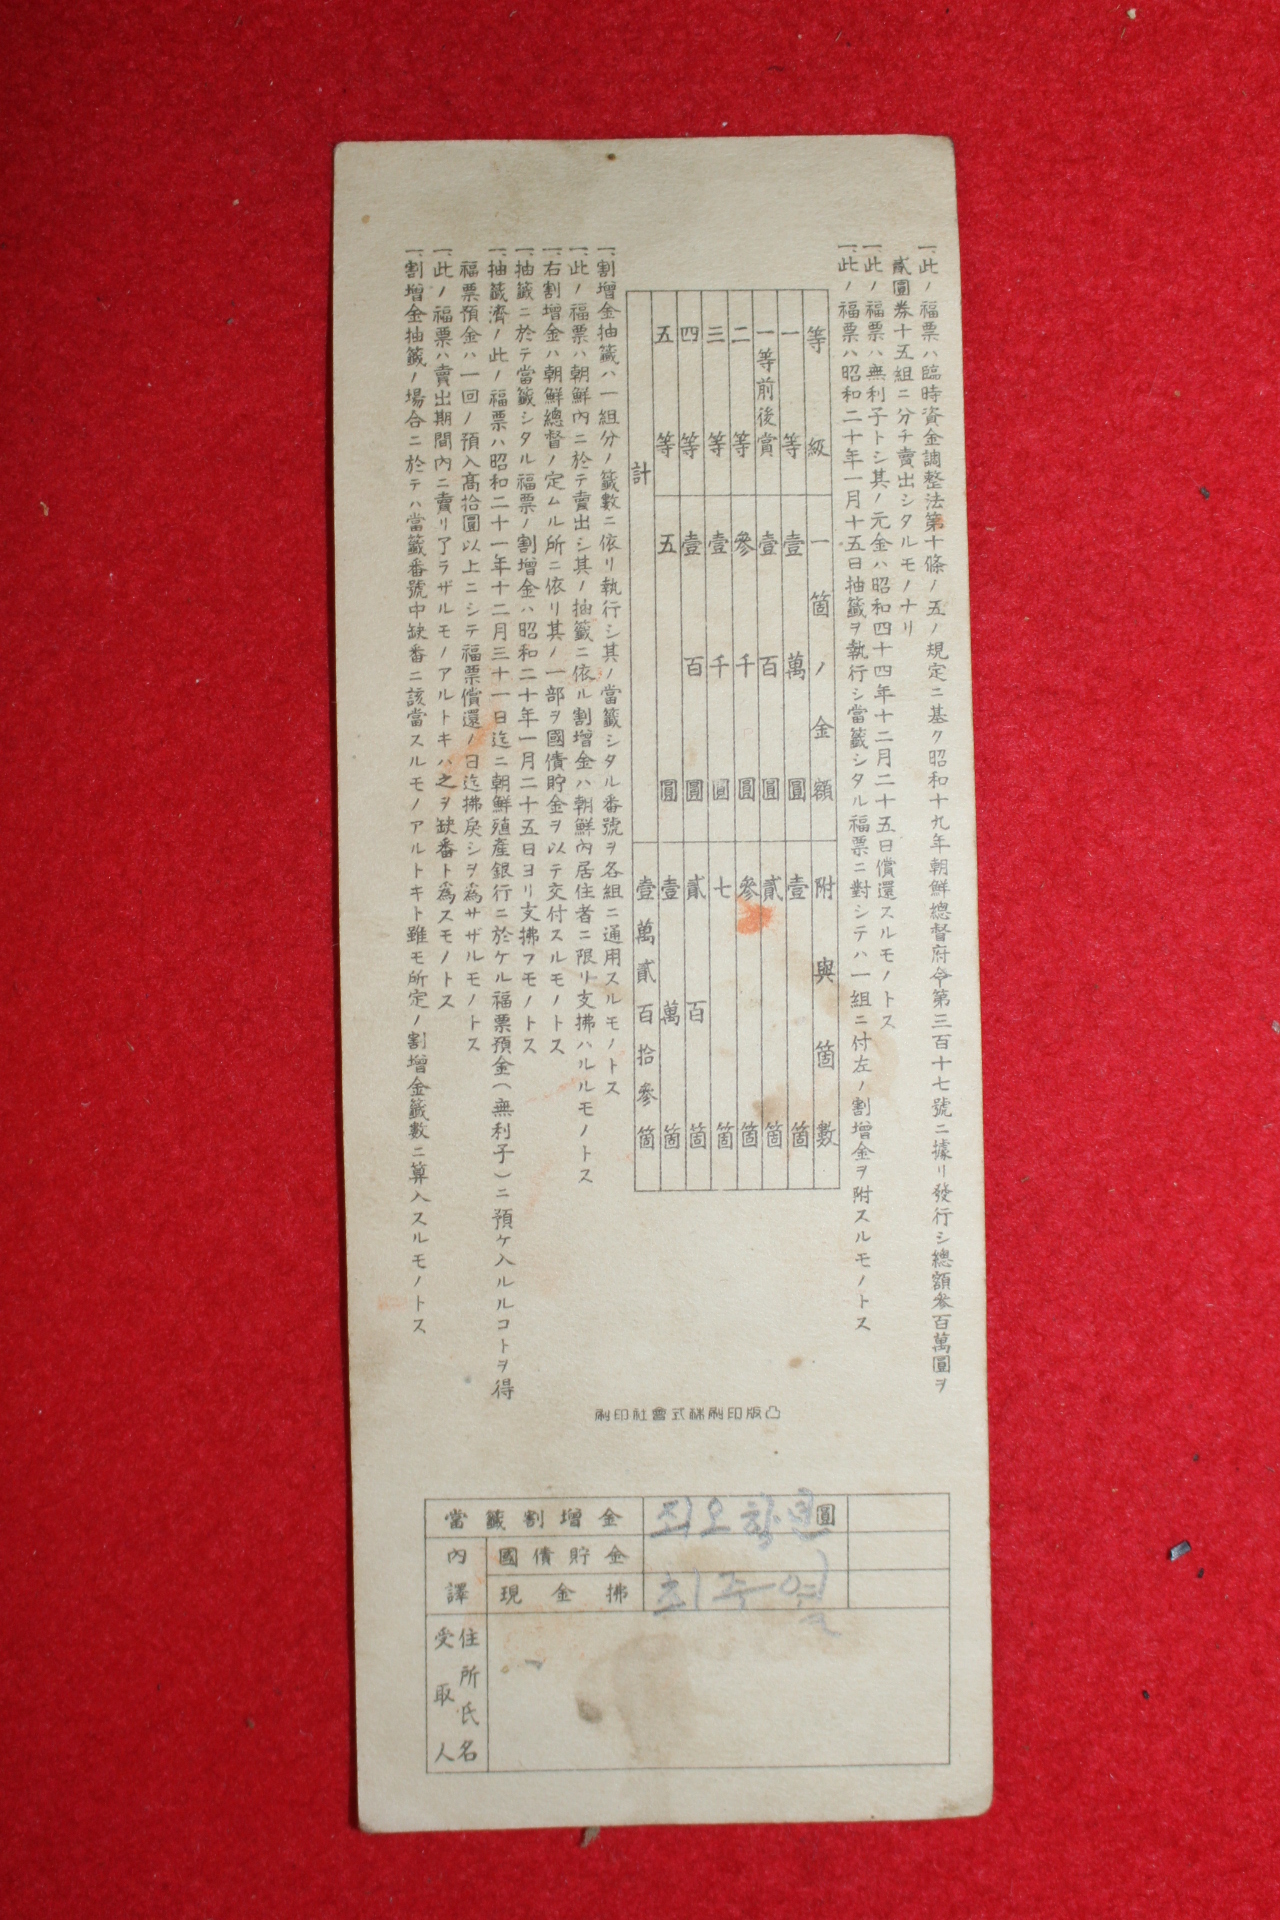 一、此ノ福票ハ臨時資金調整法第十條ノ五ノ規定ニ基ク昭和十九年朝鮮總督府令第三百十七號ニ據リ發行シ總額參百萬圓ヲ
貳圓券十五組ニ分チ賣出シタルモノナリ
一、此ノ福票ハ無利子トシ其ノ元金ハ昭和四十四年十二月二十五日償還スルモノトス
一、此ノ福票ハ昭和二十年一月十五日抽籤ヲ執行シ當籤シタル福票ニ對シテハ一組ニ付左ノ割增金ヲ附スルモノトス
等級 一箇ノ金額 附與箇數
一等 壹萬圓 壹箇
一等前後賞 壹百圓 貳箇
二等 參千圓 參箇
三等 壹千圓 七箇
四等 壹百圓 貳百箇
五等 五圓 壹萬箇
計 壹萬貳百拾參箇
一、割增金抽籤ハ一組分ノ籤數ニ依リ執行シ其ノ當籤シタル番號ヲ各組ニ通用スルモノトス
一、此ノ福票ハ朝鮮內ニ於テ賣出シ其ノ抽籤ニ依ル割增金ハ朝鮮內居住者ニ限リ支拂ハルルモノトス
一、右割增金ハ朝鮮總督ノ定ムル所ニ依リ其ノ一部ヲ國債貯金ヲ以テ交付スルモノトス
一、抽籤ニ於テ當籤シタル福票ノ割增金ハ昭和二十年一月二十五日ヨリ支拂フモノトス
一、抽籤濟ノ此ノ福票ハ昭和二十一年十二月三十一日迄ニ朝鮮殖產銀行ニ於ケル福票預金(無利子)ニ預ケ入ルルコトヲ得
福票預金ハ一回ノ預入高拾圓以上ニシテ福票償還ノ日迄拂戾シヲ爲サザルモノトス
一、此ノ福票ハ賣出期間內ニ賣リ了ラザルモノアルトキハ之ヲ缺番ト爲スモノトス
一、割增金抽籤ノ場合ニ於テハ當籤番號中缺番ニ該當スルモノアルトキト雖モ所定ノ割增金籤數ニ算入スルモノトス
凸版印刷株式會社印刷
當籤割增金 圓
內譯 國債貯金
現金拂 최주열
受取人 住所氏名